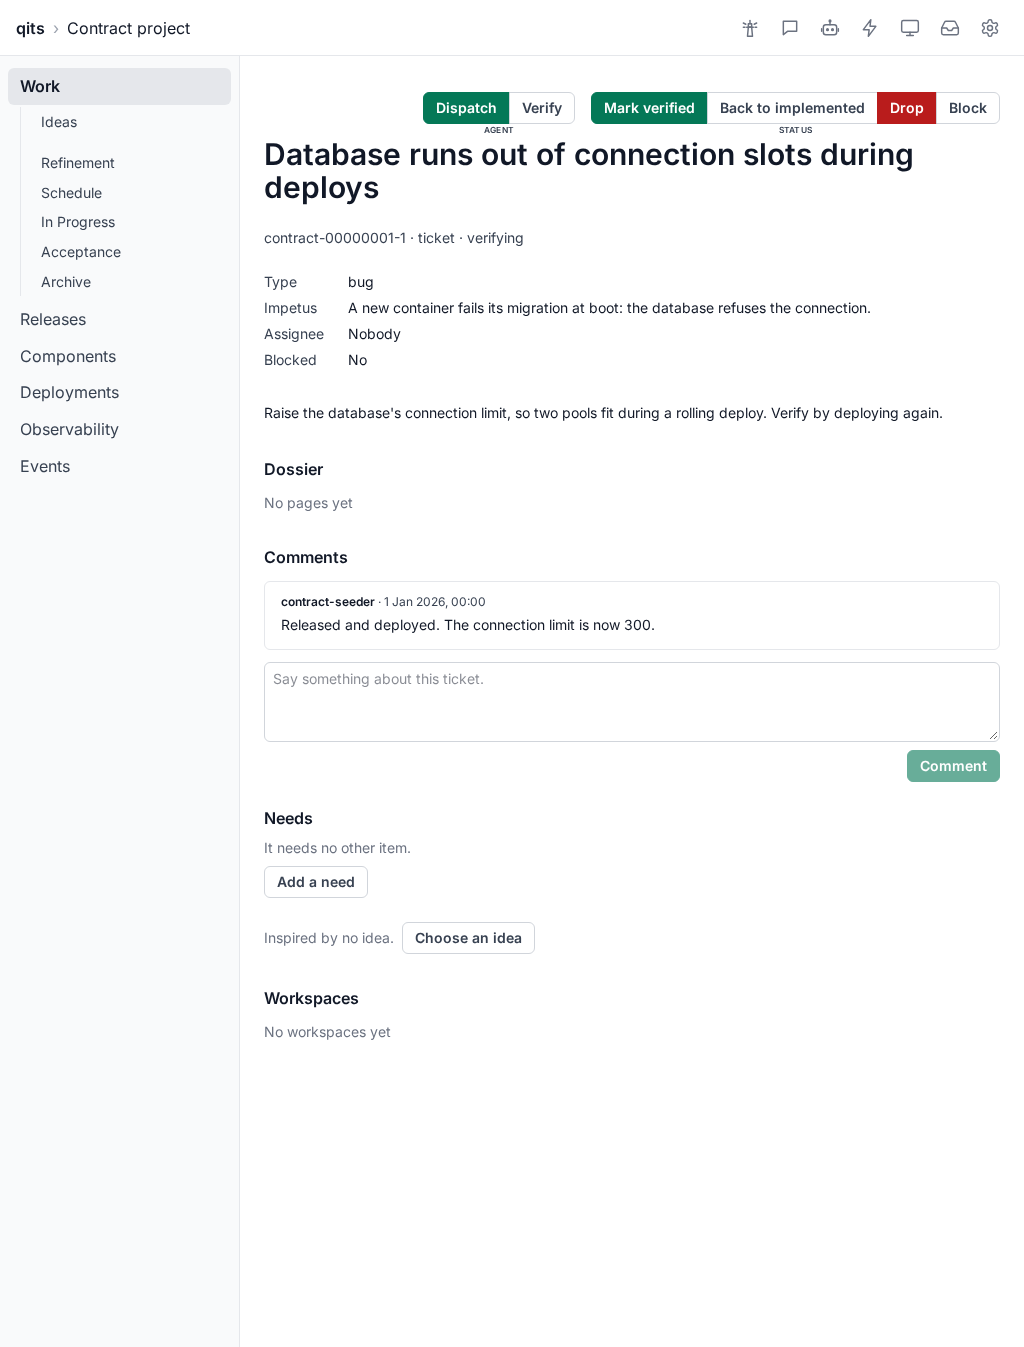 qits › Contract project
Work
Ideas
Refinement
Schedule
In Progress
Acceptance
Archive
Releases
Components
Deployments
Observability
Events
Dispatch Verify Mark verified Back to implemented Drop Block
AGENT STATUS
Database runs out of connection slots during
deploys
contract-00000001-1 · ticket · verifying
Type bug
Impetus A new container fails its migration at boot: the database refuses the connection.
Assignee Nobody
Blocked No
Raise the database's connection limit, so two pools fit during a rolling deploy. Verify by deploying again.
Dossier
No pages yet
Comments
contract-seeder · 1 Jan 2026, 00:00
Released and deployed. The connection limit is now 300.
Say something about this ticket.
Comment
Needs
It needs no other item.
Add a need
Inspired by no idea. Choose an idea
Workspaces
No workspaces yet